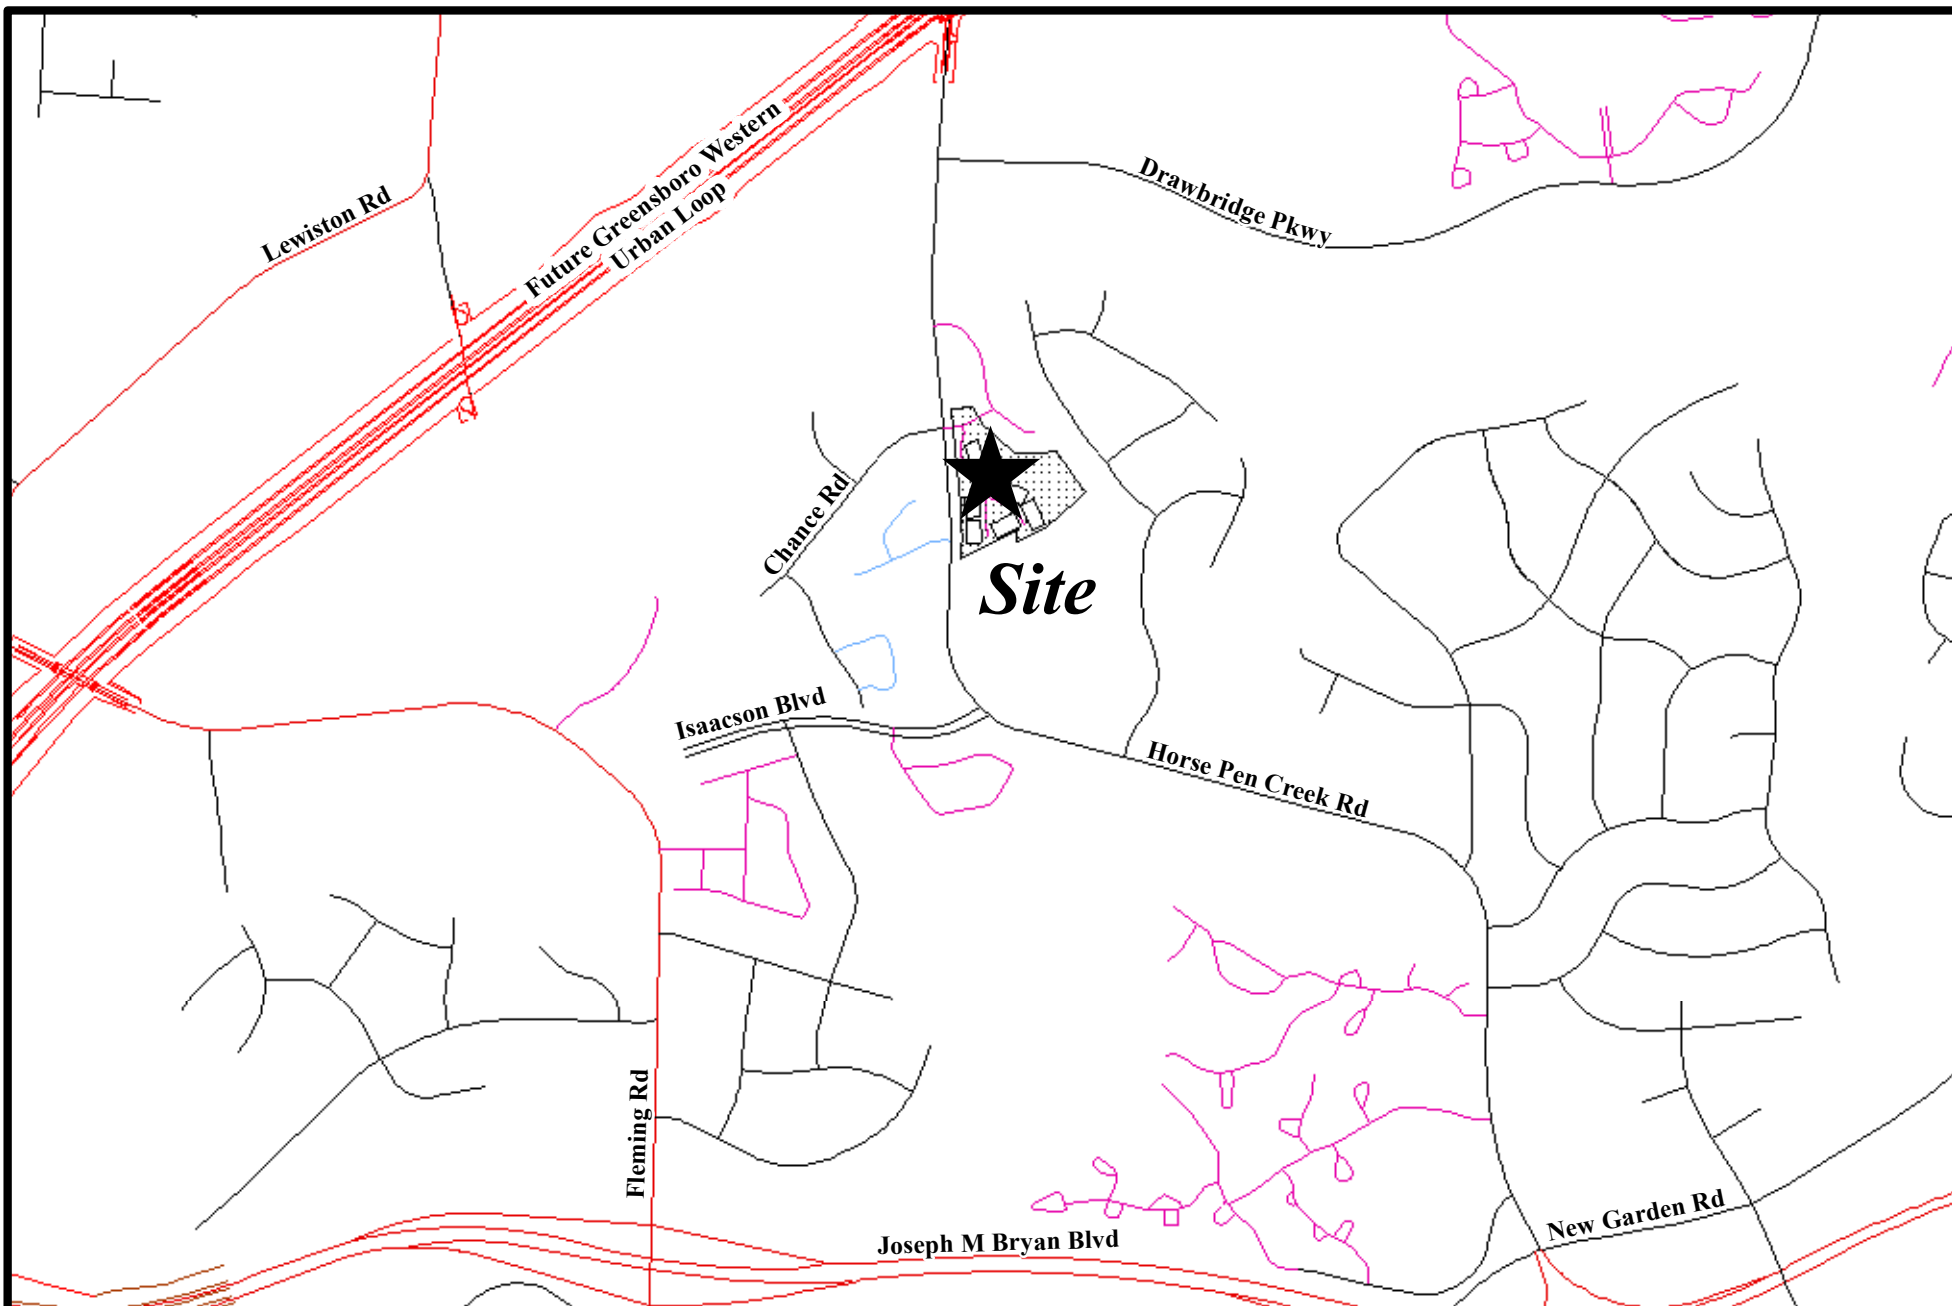 Future Greensboro Western
Urban Loop
Lewiston Rd
Drawbridge Pkwy
Chance Rd
Site
Isaacson Blvd
Horse Pen Creek Rd
Fleming Rd
New Garden Rd
Joseph M Bryan Blvd